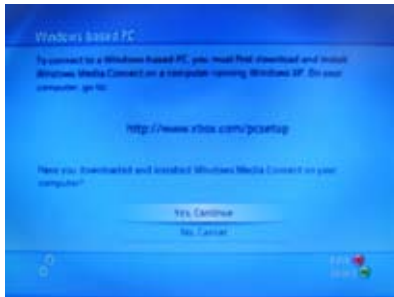 Windows based PC
To connect to a Windows-based PC, you must first download and install
Windows Media Connect on a computer running Windows XP. On your
computer, go to:
http://www.xbox.com/pcsetup
Have you downloaded and installed Windows Media Connect on your
computer?
Yes, Continue
No, Cancel